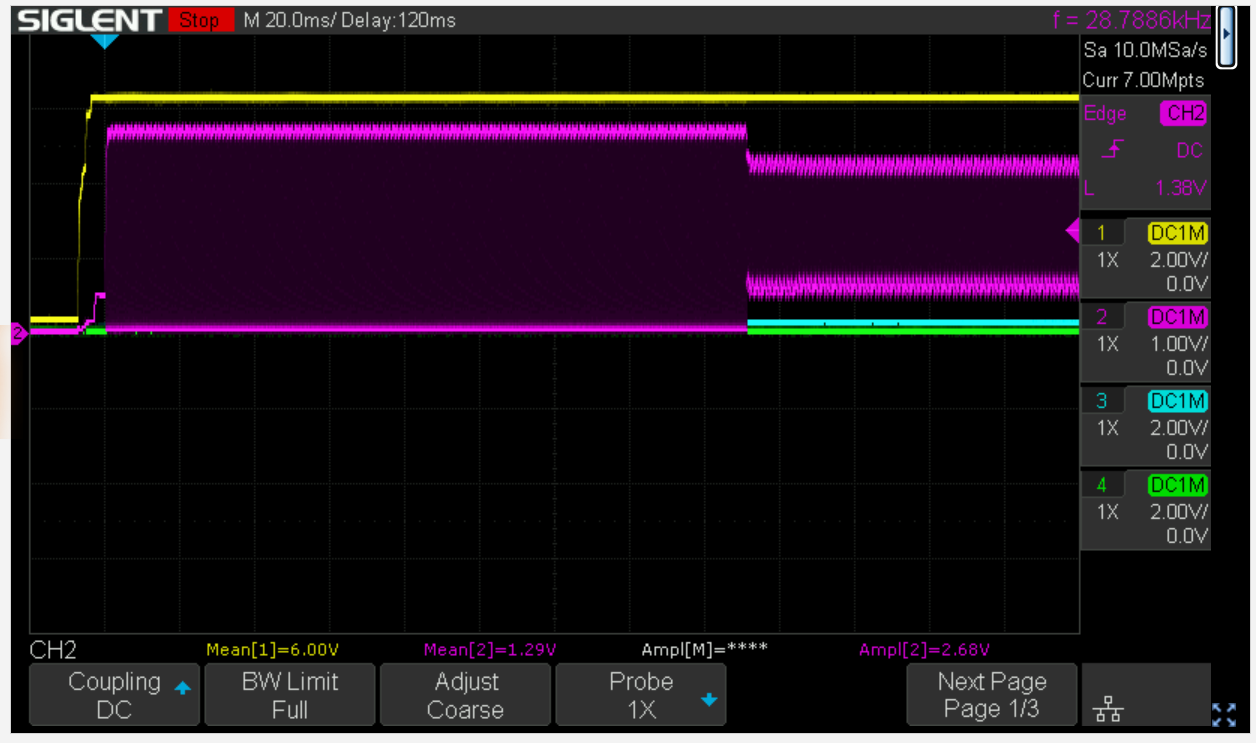 SIGLENT Stop M 20.0ms/ Delay:120ms f = 28.7886kHz
Sa 10.0MSa/s
Curr 7.00Mpts
Edge CH2
DC
L 1.38V
1 DC1M
1X 2.00V/
0.0V
2 DC1M
1X 1.00V/
0.0V
3 DC1M
1X 2.00V/
0.0V
4 DC1M
1X 2.00V/
0.0V
2
CH2 Mean[1]=6.00V Mean[2]=1.29V Ampl[M]=**** Ampl[2]=2.68V
Coupling BW Limit Adjust Probe Next Page
DC Full Coarse 1X Page 1/3